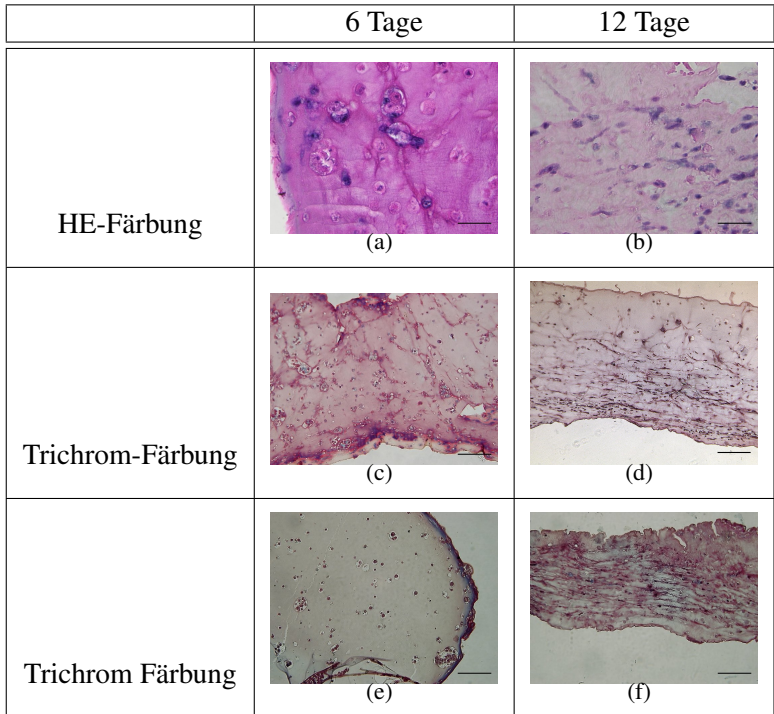 6 Tage 12 Tage
HE-Färbung
(a) (b)
Trichrom-Färbung
(c) (d)
Trichrom Färbung
(e) (f)